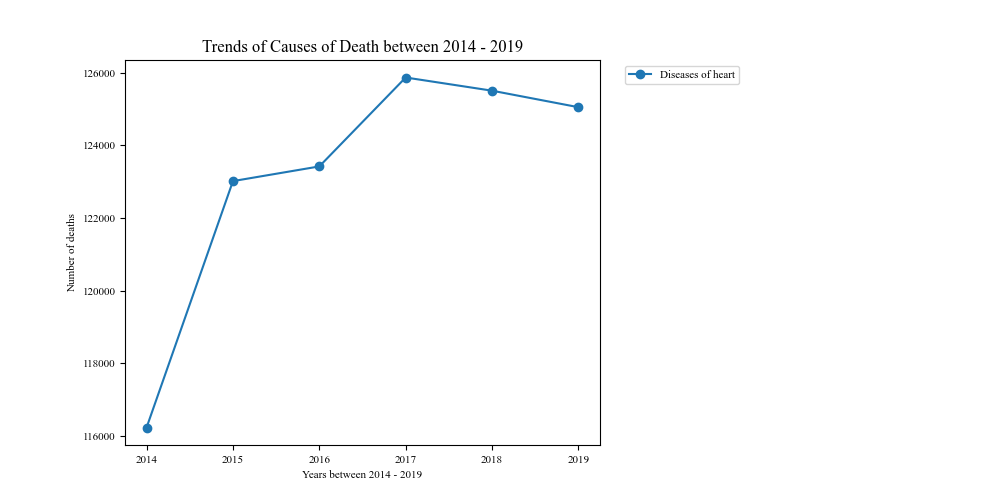 Trends of Causes of Death between 2014 - 2019
Diseases of heart
126000
124000
122000
120000
118000
116000
Number of deaths
2014 2015 2016 2017 2018 2019
Years between 2014 - 2019